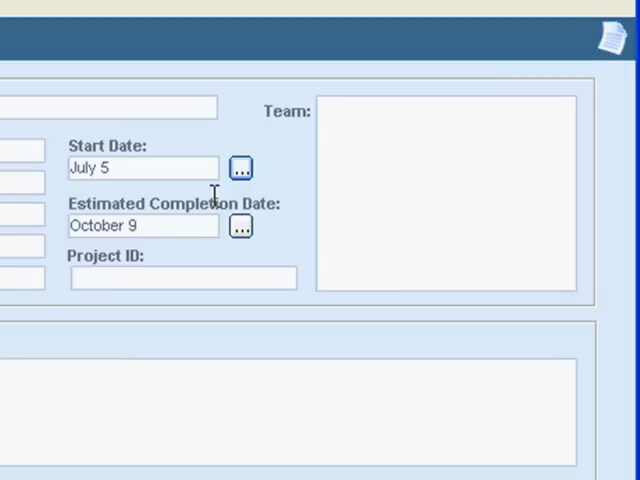 Team:
Start Date:
July 5
...
Estimated Completion Date:
October 9
...
Project ID: